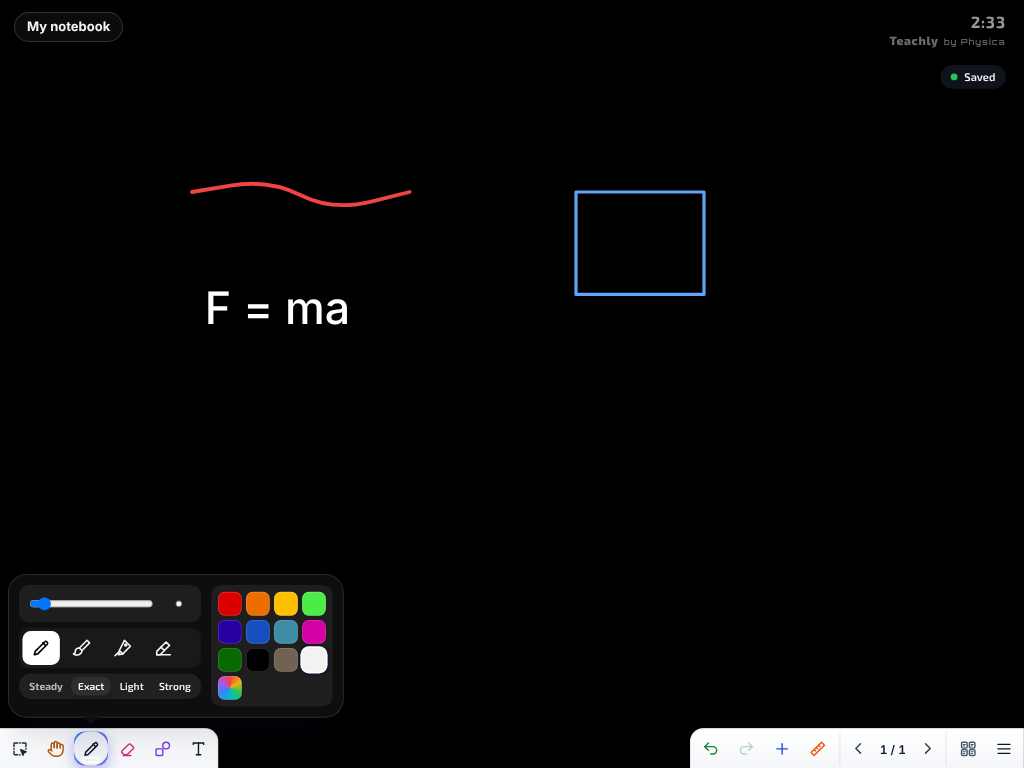 My notebook
2:33
Teachly by Physica
Saved
F = ma
Steady Exact Light Strong
T
1 / 1